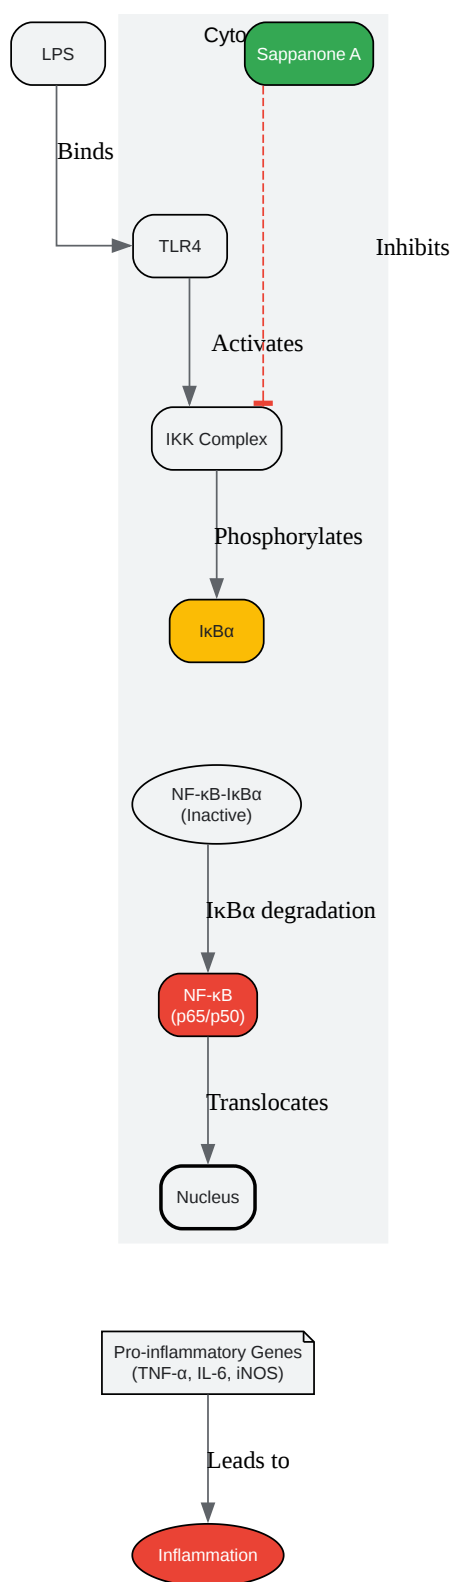 LPS
Cyto
Sappanone A
Binds
TLR4
Inhibits
Activates
IKK Complex
Phosphorylates
IκBα
NF-κB-IκBα
(Inactive)
IκBα degradation
NF-κB
(p65/p50)
Translocates
Nucleus
Pro-inflammatory Genes
(TNF-α, IL-6, iNOS)
Leads to
Inflammation